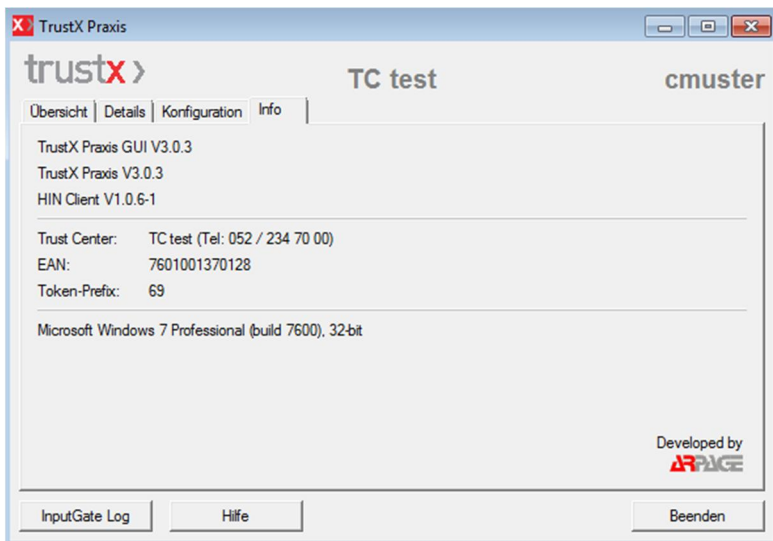 TrustX Praxis
trustx
TC test
cmuster
Übersicht
Details
Konfiguration
Info
TrustX Praxis GUI V3.0.3
TrustX Praxis V3.0.3
HIN Client V1.0.6-1
Trust Center: TC test (Tel: 052 / 234 70 00)
EAN: 7601001370128
Token-Prefix: 69
Microsoft Windows 7 Professional (build 7600), 32-bit
Developed by
ARPAGE
InputGate Log
Hilfe
Beenden